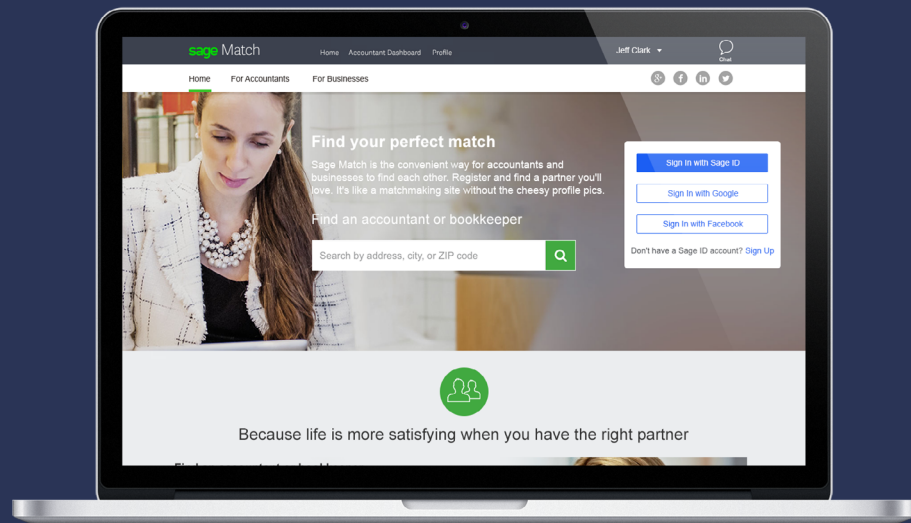 sage Match
Home Accountant Dashboard Profile
Jeff Clark
Chat
Home For Accountants For Businesses
Find your perfect match
Sage Match is the convenient way for accountants and
businesses to find each other. Register and find a partner you'll
love. It's like a matchmaking site without the cheesy profile pics.
Find an accountant or bookkeeper
Search by address, city, or ZIP code
Sign In with Sage ID
Sign In with Google
Sign In with Facebook
Don't have a Sage ID account? Sign Up
Because life is more satisfying when you have the right partner